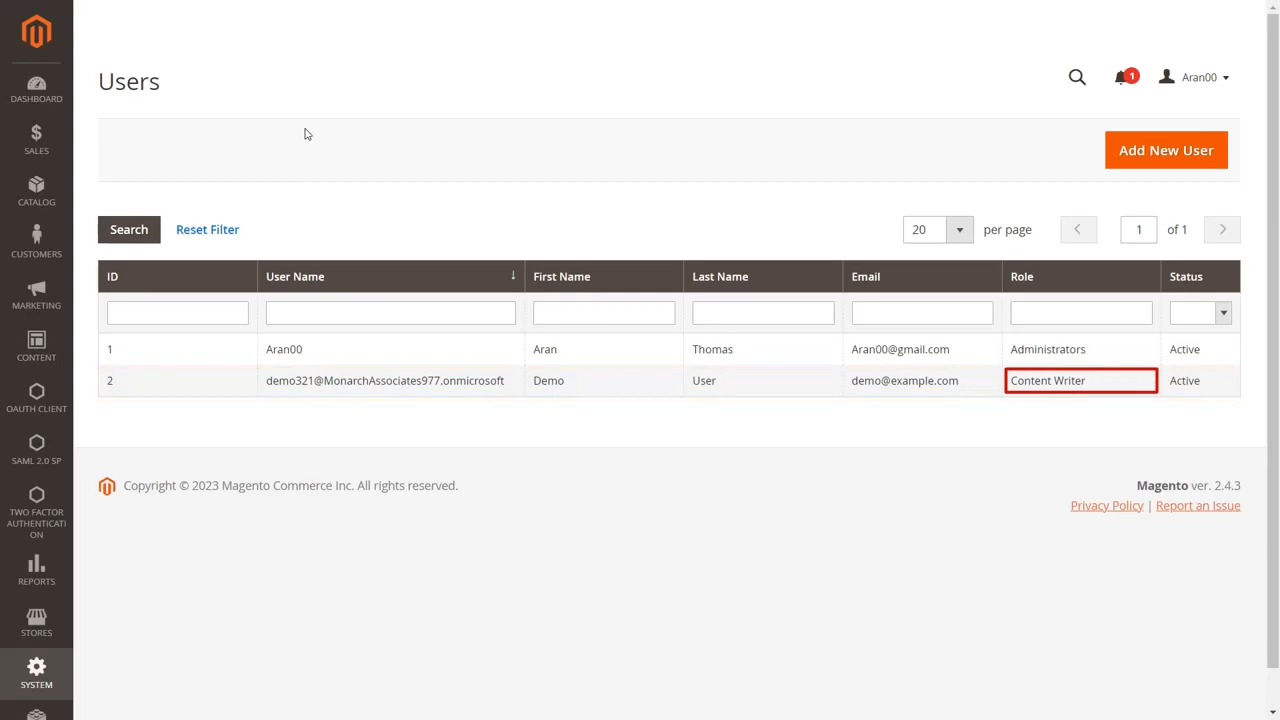 DASHBOARD
SALES
CATALOG
CUSTOMERS
MARKETING
CONTENT
OAUTH CLIENT
SAML 2.0 SP
TWO FACTOR
AUTHENTICATI
ON
REPORTS
STORES
SYSTEM
Users
1
Aran00
Add New User
Search Reset Filter 20 per page 1 of 1
ID User Name ↓ First Name Last Name Email Role Status
1 Aran00 Aran Thomas Aran00@gmail.com Administrators Active
2 demo321@MonarchAssociates977.onmicrosoft Demo User demo@example.com Content Writer Active
Copyright © 2023 Magento Commerce Inc. All rights reserved.
Magento ver. 2.4.3
Privacy Policy | Report an Issue